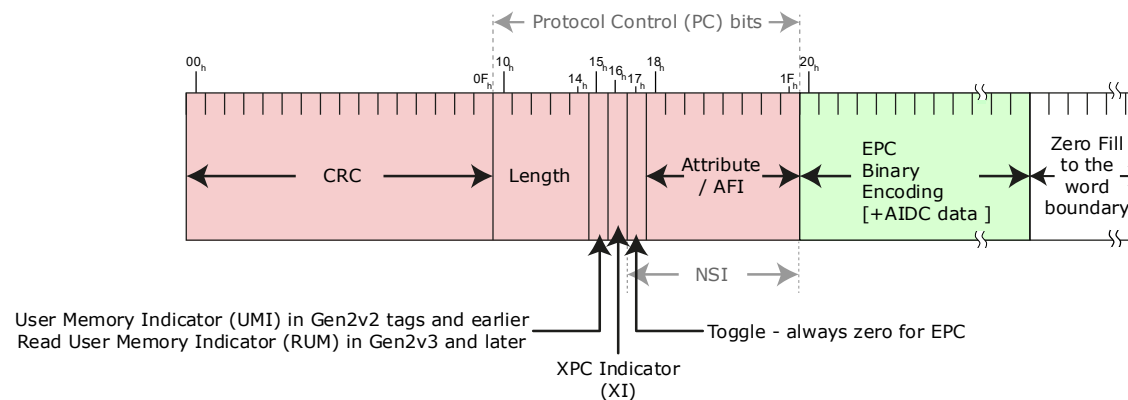 Protocol Control (PC) bits
00h
0Fh
10h
14h
15h
16h
17h
18h
1Fh
20h
CRC
Length
Attribute
/ AFI
EPC
Binary
Encoding
[+AIDC data ]
Zero Fill
to the
word
boundary
NSI
User Memory Indicator (UMI) in Gen2v2 tags and earlier
Read User Memory Indicator (RUM) in Gen2v3 and later
Toggle - always zero for EPC
XPC Indicator
(XI)